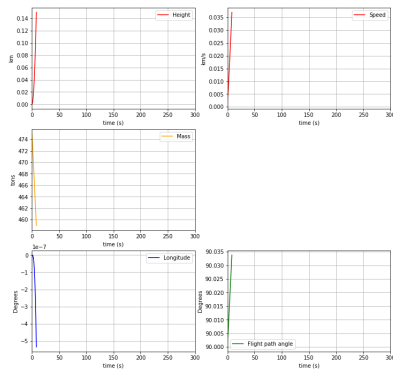 Height
0.14
0.12
0.10
0.08
0.06
0.04
0.02
0.00
km
0 50 100 150 200 250 300
time (s)
Speed
0.035
0.030
0.025
0.020
0.015
0.010
0.005
0.000
km/s
0 50 100 150 200 250 300
time (s)
Mass
474
472
470
468
466
464
462
460
tons
0 50 100 150 200 250 300
time (s)
1e−7
Longitude
0
−1
−2
−3
−4
−5
Degrees
0 50 100 150 200 250 300
time (s)
90.035
90.030
90.025
90.020
90.015
90.010
90.005
90.000
Degrees
Flight path angle
0 50 100 150 200 250 300
time (s)